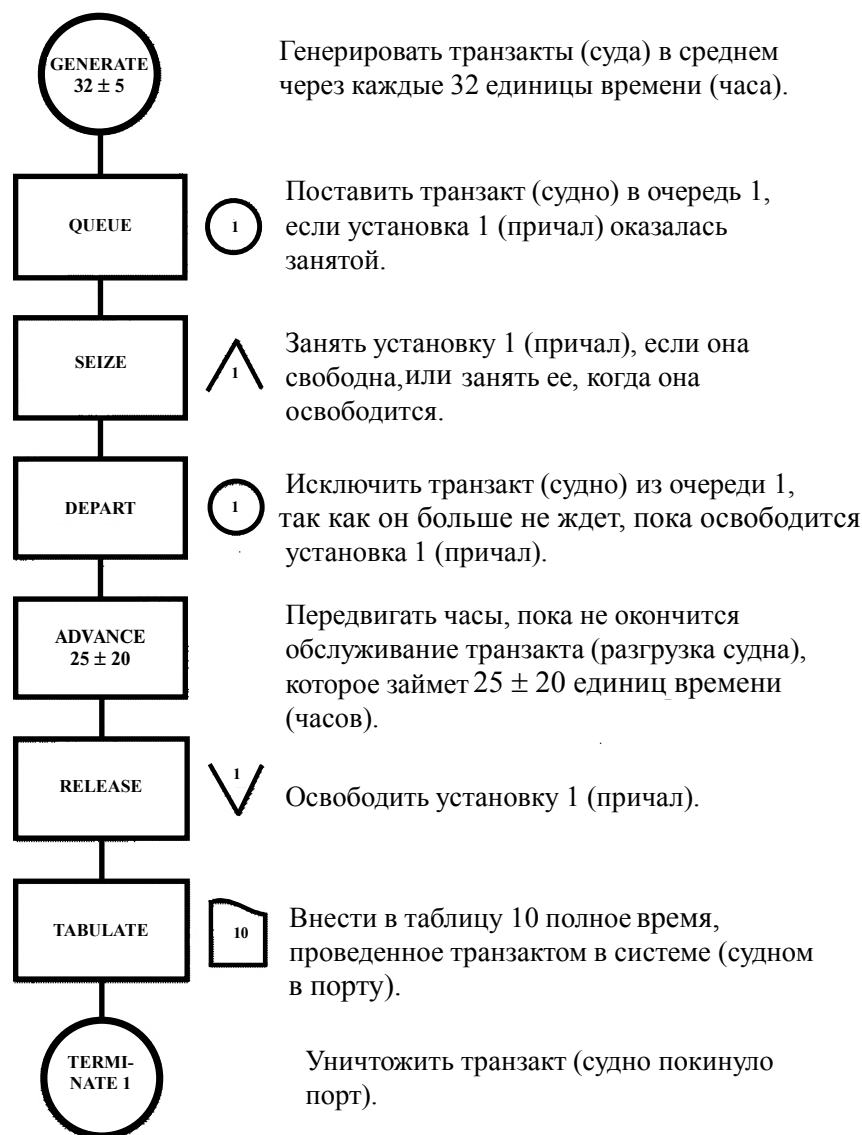 GENERATE
32 ± 5
Генерировать транзакты (суда) в среднем
через каждые 32 единицы времени (часа).
QUEUE
1
Поставить транзакт (судно) в очередь 1,
если установка 1 (причал) оказалась
занятой.
SEIZE
1
Занять установку 1 (причал), если она
свободна,или занять ее, когда она
освободится.
DEPART
1
Исключить транзакт (судно) из очереди 1,
так как он больше не ждет, пока освободится
установка 1 (причал).
ADVANCE
25 ± 20
Передвигать часы, пока не окончится
обслуживание транзакта (разгрузка судна),
которое займет 25 ± 20 единиц времени
(часов).
RELEASE
1
Освободить установку 1 (причал).
TABULATE
10
Внести в таблицу 10 полное время,
проведенное транзактом в системе (судном
в порту).
TERMI-
NATE 1
Уничтожить транзакт (судно покинуло
порт).